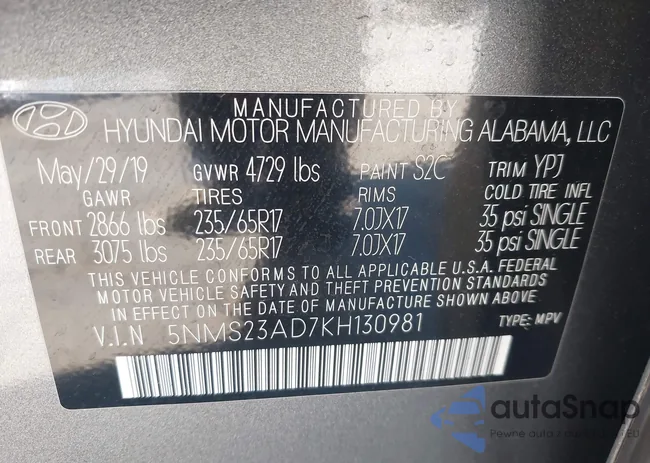 MANUFACTURED BY
HYUNDAI MOTOR MANUFACTURING ALABAMA, LLC
May/29/19 GVWR 4729 lbs PAINT S2C TRIM YPJ
GAWR TIRES RIMS COLD TIRE INFL
FRONT 2866 lbs 235/65R17 7.0JX17 35 psi SINGLE
REAR 3075 lbs 235/65R17 7.0JX17 35 psi SINGLE
THIS VEHICLE CONFORMS TO ALL APPLICABLE U.S.A. FEDERAL
MOTOR VEHICLE SAFETY AND THEFT PREVENTION STANDARDS
IN EFFECT ON THE DATE OF MANUFACTURE SHOWN ABOVE.
V.I.N 5NMS23AD7KH130981 TYPE: MPV
autaSnap
Pewne auto z